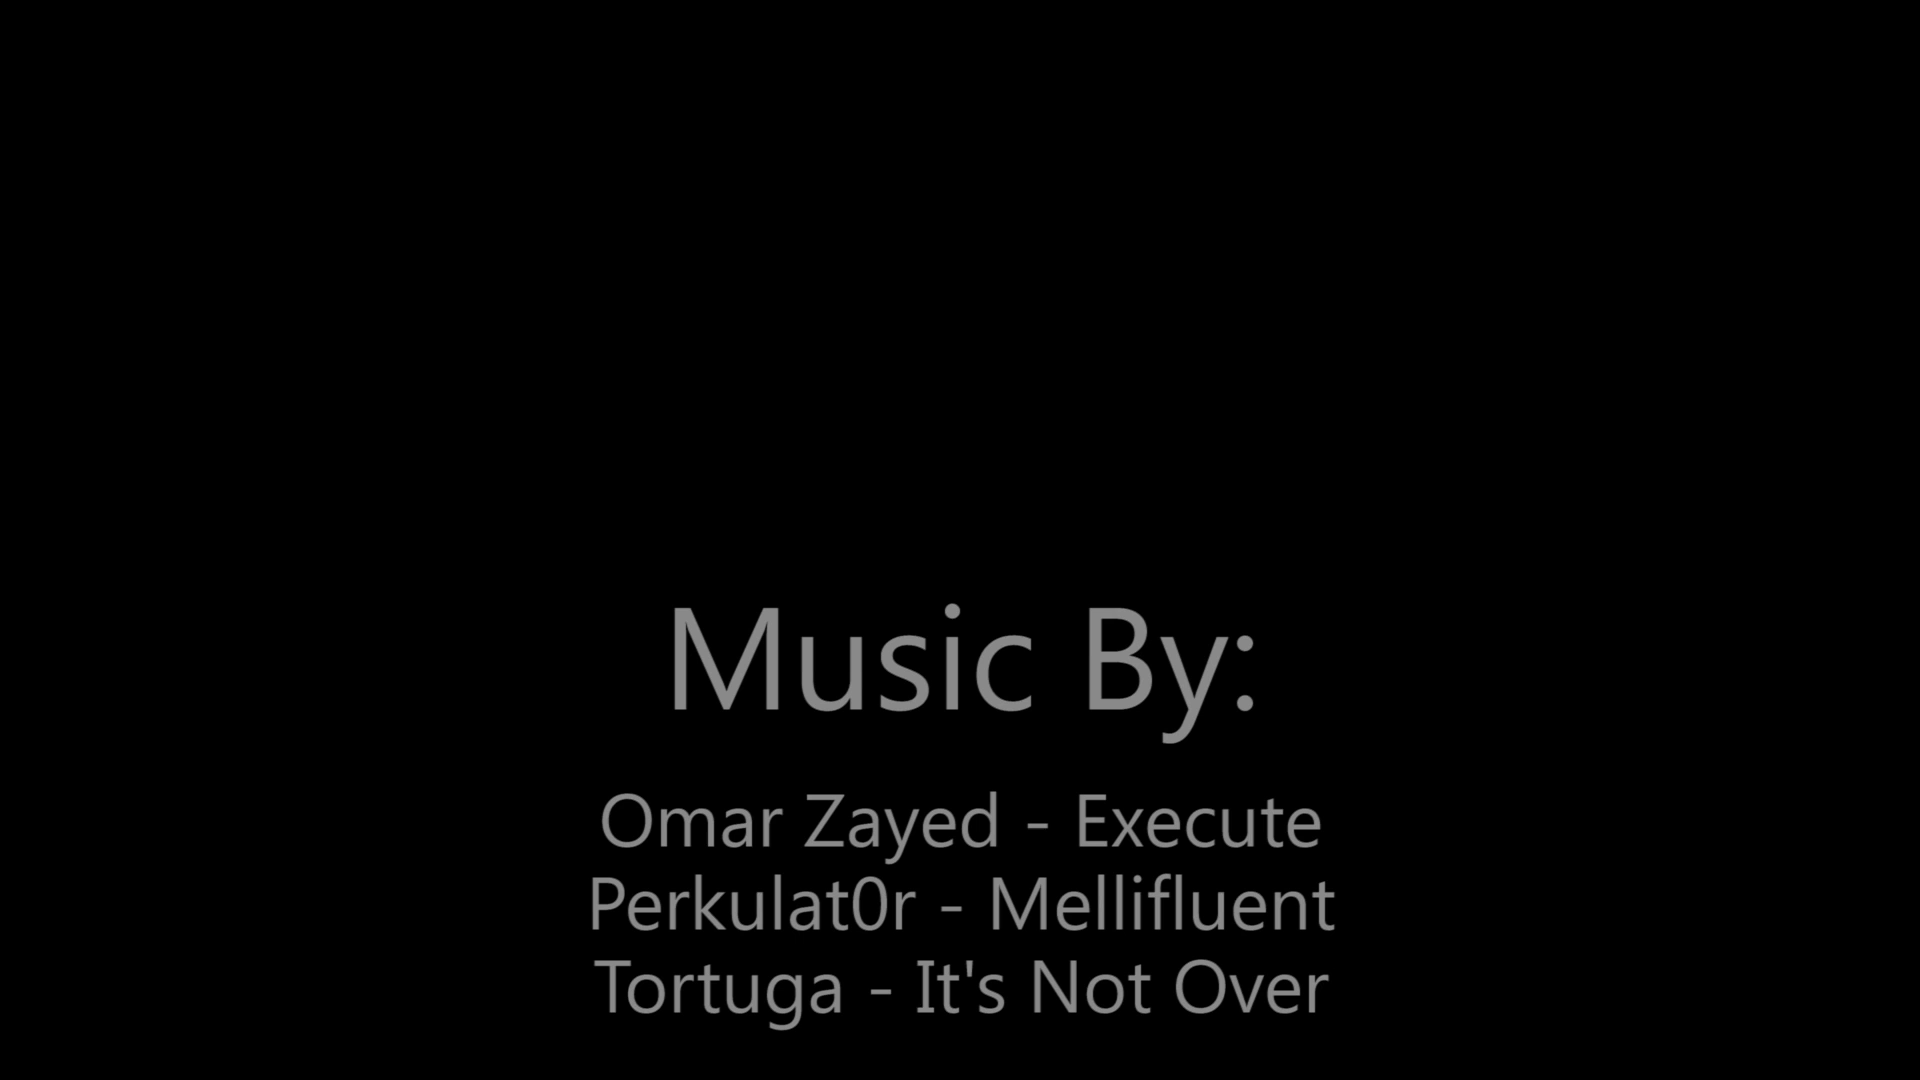 Music By:
Omar Zayed - Execute
Perkulat0r - Mellifluent
Tortuga - It's Not Over